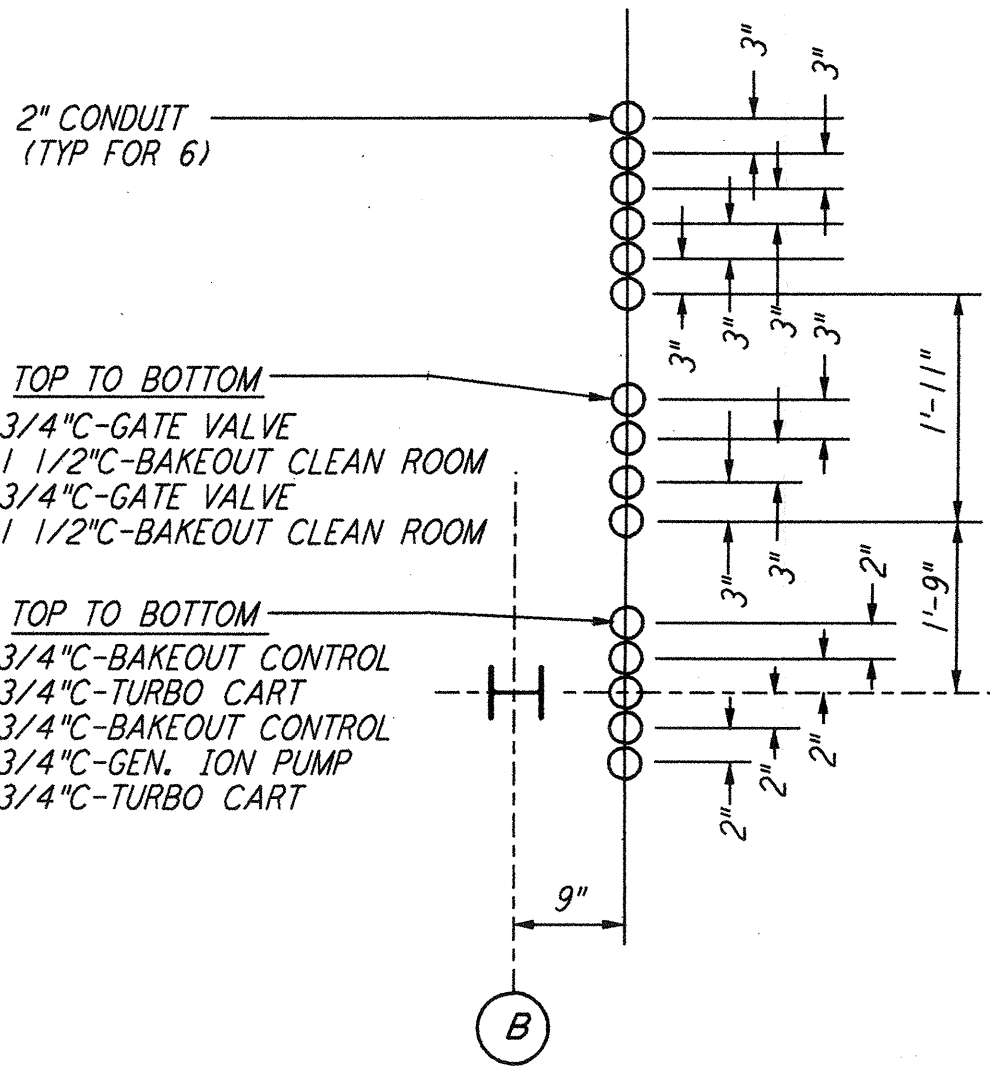 2" CONDUIT
(TYP FOR 6)
3"
3"
3"
3"
3"
TOP TO BOTTOM
3/4"C-GATE VALVE
1 1/2"C-BAKEOUT CLEAN ROOM
3/4"C-GATE VALVE
1 1/2"C-BAKEOUT CLEAN ROOM
3"
3"
3"
1'-11"
1'-9"
TOP TO BOTTOM
3/4"C-BAKEOUT CONTROL
3/4"C-TURBO CART
3/4"C-BAKEOUT CONTROL
3/4"C-GEN. ION PUMP
3/4"C-TURBO CART
2"
2"
2"
2"
9"
B